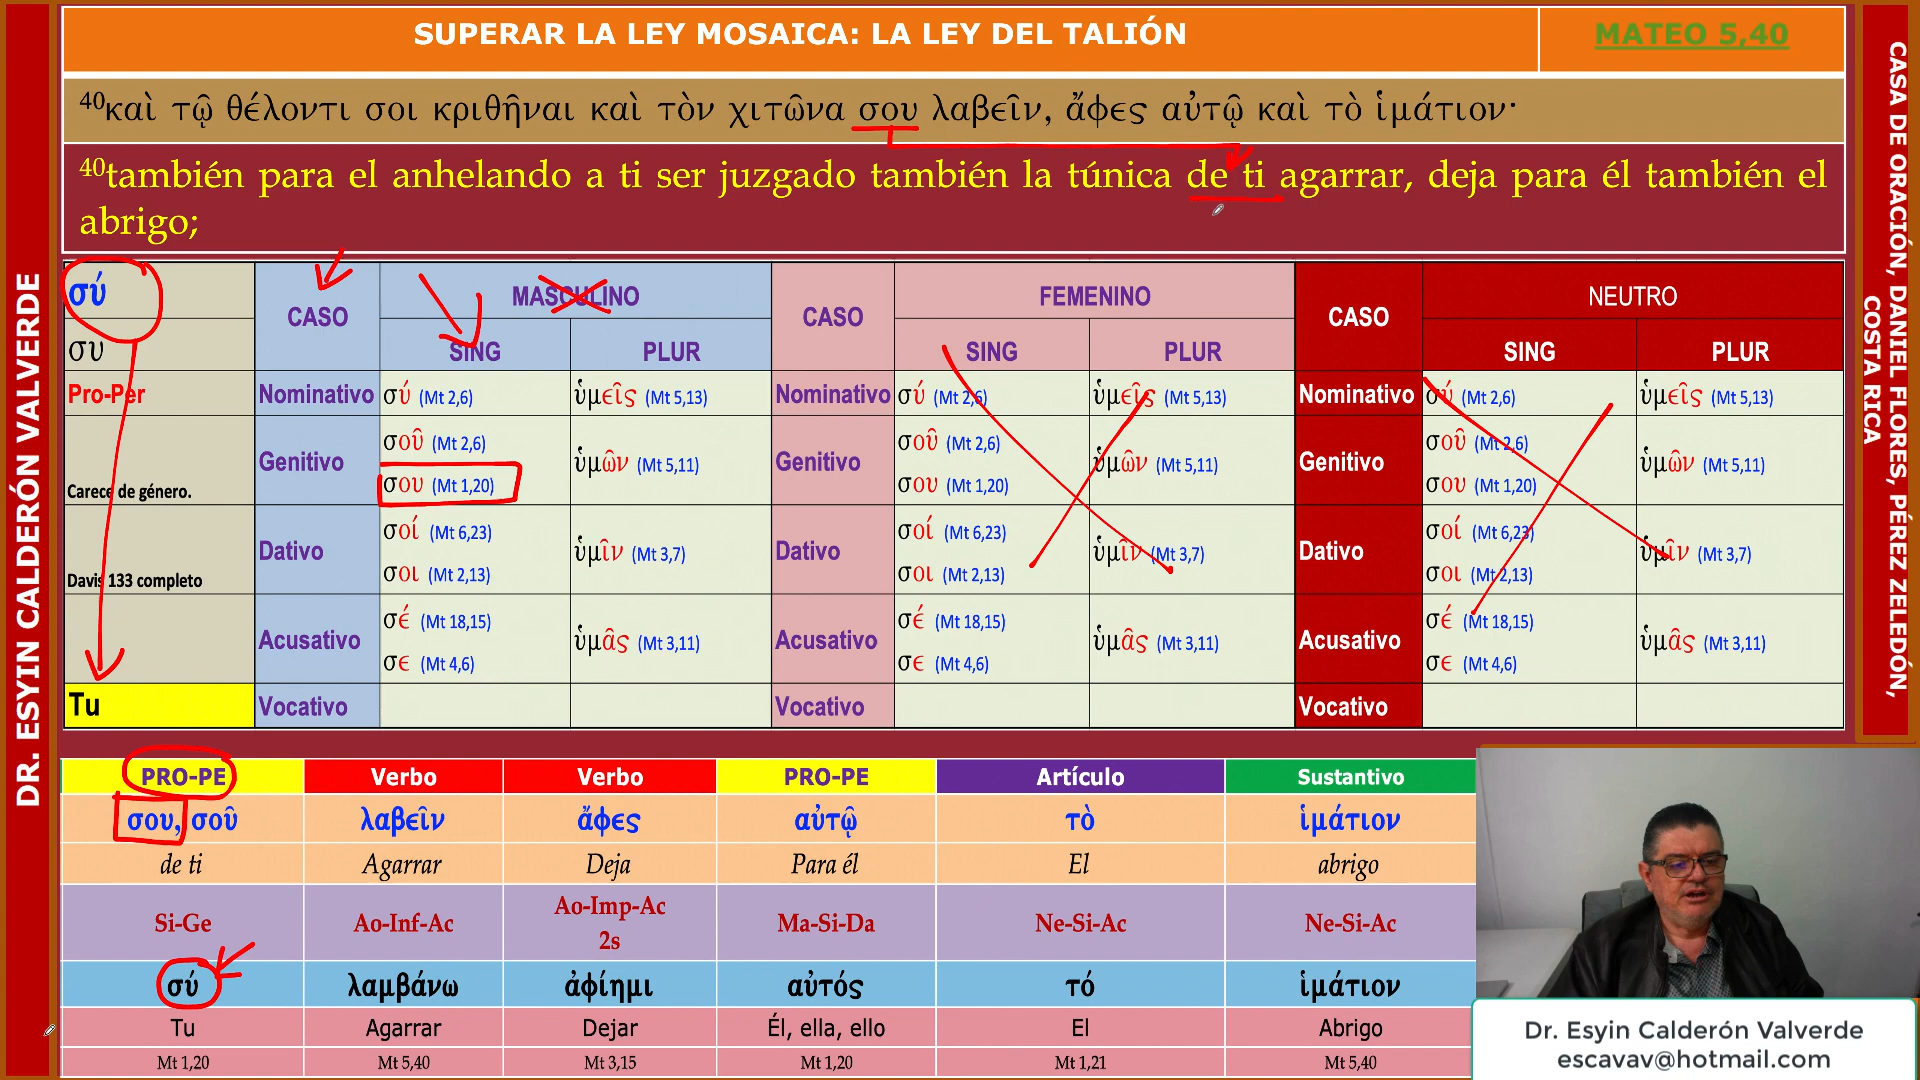 SUPERAR LA LEY MOSAICA: LA LEY DEL TALIÓN
MATEO 5,40
⁴⁰καὶ τῷ θέλοντι σοι κριθῆναι καὶ τὸν χιτῶνα σου λαβεῖν, ἄφες αὐτῷ καὶ τὸ ἱμάτιον·
⁴⁰también para el anhelando a ti ser juzgado también la túnica de ti agarrar, deja para él también el
abrigo;
DR. ESYIN CALDERÓN VALVERDE
CASA DE ORACIÓN, DANIEL FLORES, PÉREZ ZELEDÓN,
COSTA RICA
σύ CASO MASCULINO CASO FEMENINO CASO NEUTRO
συ SING PLUR SING PLUR SING PLUR
Pro-Per Nominativo σύ (Mt 2,6) ὑμεῖς (Mt 5,13) Nominativo σύ (Mt 2,6) ὑμεῖς (Mt 5,13) Nominativo σύ (Mt 2,6) ὑμεῖς (Mt 5,13)
Carece de género. Genitivo σοῦ (Mt 2,6) σου (Mt 1,20) ὑμῶν (Mt 5,11) Genitivo σοῦ (Mt 2,6) σου (Mt 1,20) ὑμῶν (Mt 5,11) Genitivo σοῦ (Mt 2,6) σου (Mt 1,20) ὑμῶν (Mt 5,11)
Davis 133 completo Dativo σοί (Mt 6,23) σοι (Mt 2,13) ὑμῖν (Mt 3,7) Dativo σοί (Mt 6,23) σοι (Mt 2,13) ὑμῖν (Mt 3,7) Dativo σοί (Mt 6,23) σοι (Mt 2,13) ὑμῖν (Mt 3,7)
Acusativo σέ (Mt 18,15) σε (Mt 4,6) ὑμᾶς (Mt 3,11) Acusativo σέ (Mt 18,15) σε (Mt 4,6) ὑμᾶς (Mt 3,11) Acusativo σέ (Mt 18,15) σε (Mt 4,6) ὑμᾶς (Mt 3,11)
Tu Vocativo Vocativo Vocativo
PRO-PE Verbo Verbo PRO-PE Artículo Sustantivo
σου, σοῦ λαβεῖν ἄφες αὐτῷ τὸ ἱμάτιον
de ti Agarrar Deja Para él El abrigo
Si-Ge Ao-Inf-Ac Ao-Imp-Ac 2s Ma-Si-Da Ne-Si-Ac Ne-Si-Ac
σύ λαμβάνω ἀφίημι αὐτός τό ἱμάτιον
Tu Agarrar Dejar Él, ella, ello El Abrigo
Mt 1,20 Mt 5,40 Mt 3,15 Mt 1,20 Mt 1,21 Mt 5,40
Dr. Esyin Calderón Valverde
escavav@hotmail.com